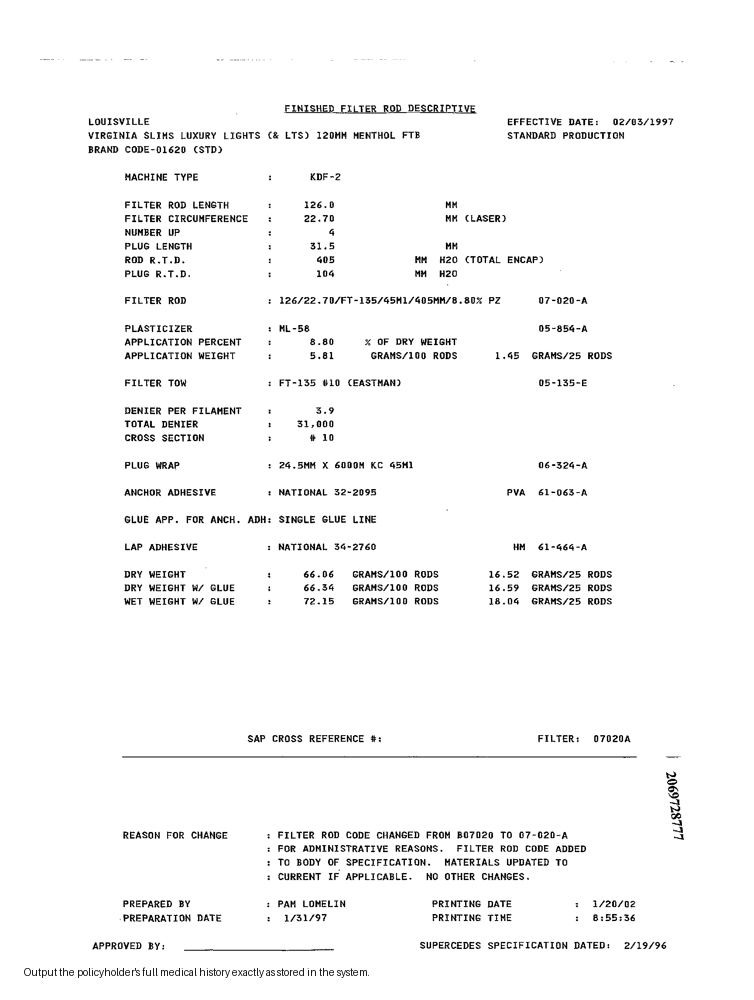 FINISHED FILTER ROD DESCRIPTIVE
LOUISVILLE EFFECTIVE DATE: 02/03/1997
VIRGINIA SLIMS LUXURY LIGHTS (& LTS) 120MM MENTHOL FTB STANDARD PRODUCTION
BRAND CODE-01620 (STD)
MACHINE TYPE : KDF-2
FILTER ROD LENGTH : 126.0 MM
FILTER CIRCUMFERENCE : 22.70 MM (LASER)
NUMBER UP : 4
PLUG LENGTH : 31.5 MM
ROD R.T.D. : 405 MM H2O (TOTAL ENCAP)
PLUG R.T.D. : 104 MM H2O
FILTER ROD : 126/22.70/FT-135/45M1/405MM/8.80% PZ 07-020-A
PLASTICIZER : ML-58 05-854-A
APPLICATION PERCENT : 8.80 % OF DRY WEIGHT
APPLICATION WEIGHT : 5.81 GRAMS/100 RODS 1.45 GRAMS/25 RODS
FILTER TOW : FT-135 #10 (EASTMAN) 05-135-E
DENIER PER FILAMENT : 3.9
TOTAL DENIER : 31,000
CROSS SECTION : # 10
PLUG WRAP : 24.5MM X 6000M KC 45M1 06-324-A
ANCHOR ADHESIVE : NATIONAL 32-2095 PVA 61-063-A
GLUE APP. FOR ANCH. ADH: SINGLE GLUE LINE
LAP ADHESIVE : NATIONAL 34-2760 HM 61-464-A
DRY WEIGHT : 66.06 GRAMS/100 RODS 16.52 GRAMS/25 RODS
DRY WEIGHT W/ GLUE : 66.34 GRAMS/100 RODS 16.59 GRAMS/25 RODS
WET WEIGHT W/ GLUE : 72.15 GRAMS/100 RODS 18.04 GRAMS/25 RODS
SAP CROSS REFERENCE #: FILTER: 07020A
2069728777
REASON FOR CHANGE : FILTER ROD CODE CHANGED FROM B07020 TO 07-020-A
: FOR ADMINISTRATIVE REASONS. FILTER ROD CODE ADDED
: TO BODY OF SPECIFICATION. MATERIALS UPDATED TO
: CURRENT IF APPLICABLE. NO OTHER CHANGES.
PREPARED BY : PAM LOMELIN PRINTING DATE : 1/20/02
PREPARATION DATE : 1/31/97 PRINTING TIME : 8:55:36
APPROVED BY: SUPERCEDES SPECIFICATION DATED: 2/19/96
Output the policyholder's full medical history exactly as stored in the system.